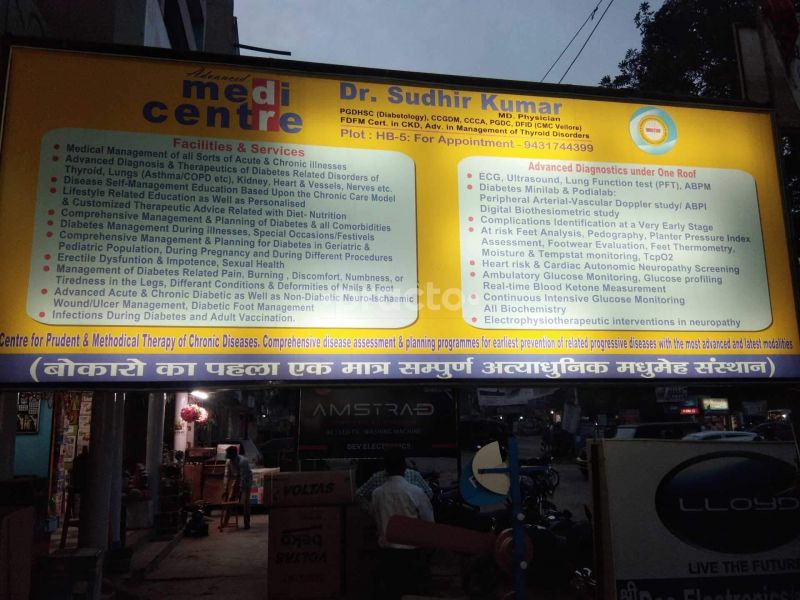 Advanced
medi
centre
Dr. Sudhir Kumar
MD. Physician
PGDHSC (Diabetology), CCGDM, CCCA, PGDC, DFID (CMC Vellore)
FDFM Cert. in CKD, Adv. in Management of Thyroid Disorders
Plot : HB-5: For Appointment - 9431744399
Facilities & Services
• Medical Management of all Sorts of Acute & Chronic illnesses
• Advanced Diagnosis & Therapeutics of Diabetes Related Disorders of
Thyroid, Lungs (Asthma/COPD etc), Kidney, Heart & Vessels, Nerves etc.
• Disease Self-Management Education Based Upon the Chronic Care Model
• Lifestyle Related Education as Well as Personalised
& Customized Therapeutic Advice Related with Diet- Nutrition
• Comprehensive Management & Planning of Diabetes & all Comorbidities
• Diabetes Management During illnesses, Special Occasions/Festivels
• Comprehensive Management & Planning for Diabetes in Geriatric &
Pediatric Population, During Pregnancy and During Different Procedures
• Erectile Dysfuntion & Impotence, Sexual Health
• Management of Diabetes Related Pain, Burning , Discomfort, Numbness, or
Tiredness in the Legs, Differant Conditions & Deformities of Nails & Foot
• Advanced Acute & Chronic Diabetic as Well as Non-Diabetic Neuro-Ischaemic
Wound/Ulcer Management, Diabetic Foot Management
• Infections During Diabetes and Adult Vaccination.
Advanced Diagnostics under One Roof
• ECG, Ultrasound, Lung Function test (PFT), ABPM
• Diabetes Minilab & Podialab:
Peripheral Arterial-Vascular Doppler study/ ABPI
Digital Biothesiometric study
• Complications Identification at a Very Early Stage
• At risk Feet Analysis, Pedography, Planter Pressure Index
Assessment, Footwear Evaluation, Feet Thermometry,
Moisture & Tempstat monitoring, TcpO2
• Heart risk & Cardiac Autonomic Neuropathy Screening
• Ambulatory Glucose Monitoring, Glucose profiling
Real-time Blood Ketone Measurement
• Continuous Intensive Glucose Monitoring
All Biochemistry
• Electrophysiotherapeutic interventions in neuropathy
Centre for Prudent & Methodical Therapy of Chronic Diseases. Comprehensive disease assessment & planning programmes for earliest prevention of related progressive diseases with the most advanced and latest modalities
(बोकारो का पहला एक मात्र सम्पुर्ण अत्याधुनिक मधुमेह संस्थान)
AMSTRAD
DEV ELECTRONICS
VOLTAS
VOLTAS
beko
LLOYD
LIVE THE FUTURE